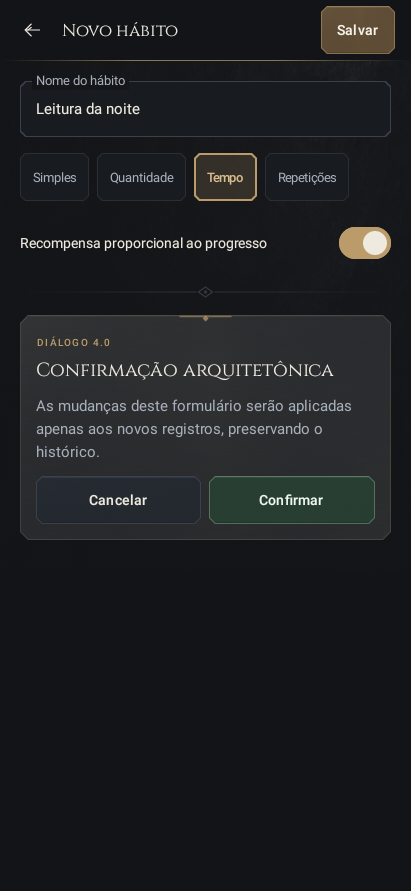 Novo hábito
Salvar
Nome do hábito
Leitura da noite
Simples
Quantidade
Tempo
Repetições
Recompensa proporcional ao progresso
DIÁLOGO 4.0
Confirmação arquitetônica
As mudanças deste formulário serão aplicadas
apenas aos novos registros, preservando o
histórico.
Cancelar
Confirmar